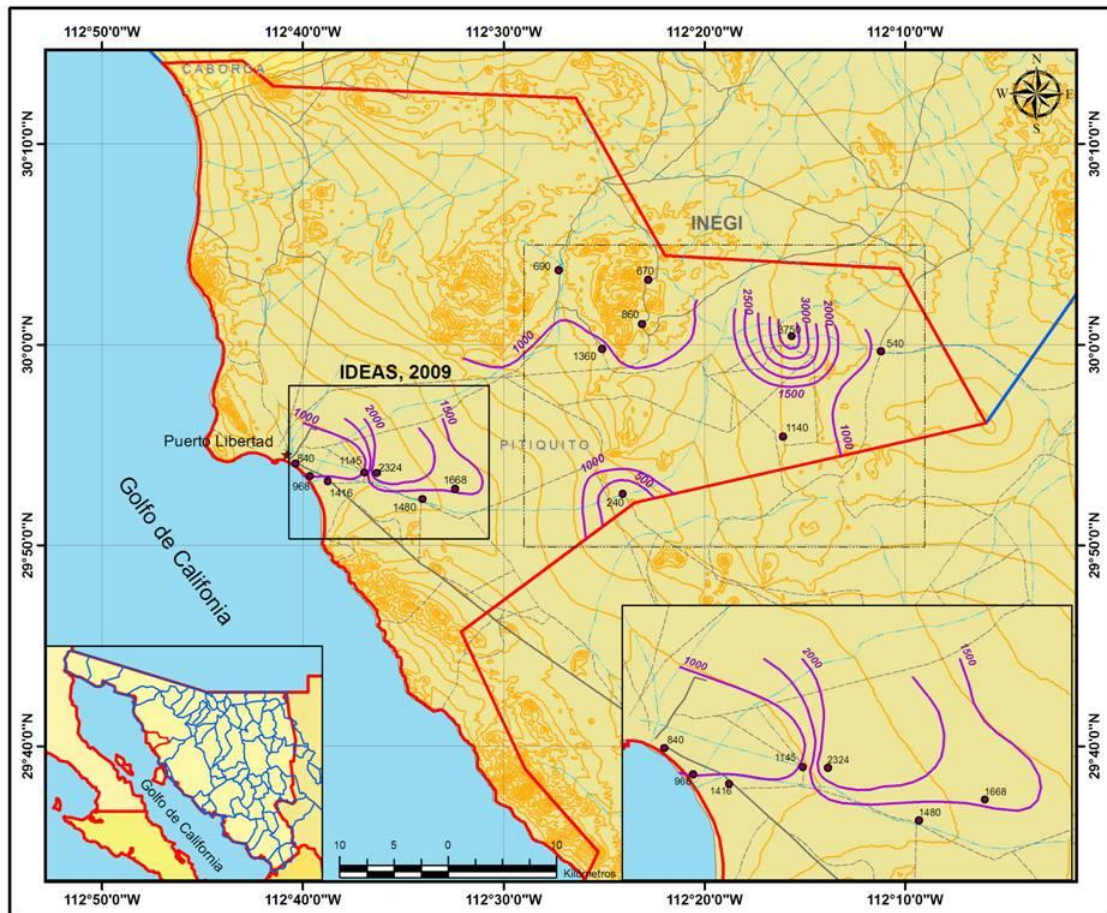 112°50'0"W
112°40'0"W
112°30'0"W
112°20'0"W
112°10'0"W
30°10'0"N
30°0'0"N
29°50'0"N
29°40'0"N
30°10'0"N
30°0'0"N
29°50'0"N
29°40'0"N
CABORCA
N
W
E
S
INEGI
690
670
860
1000
1360
2500
3000
2000
3750
540
1500
1140
1000
IDEAS, 2009
1000
2000
1500
Puerto Libertad
PITIQUITO
840
1145
2324
968
1416
1668
1480
1000
500
240
Golfo de Califonia
1000
2000
1500
840
1145
2324
968
1416
1668
1480
Golfo de California
10
5
0
10
Kilometros
112°50'0"W
112°40'0"W
112°30'0"W
112°20'0"W
112°10'0"W